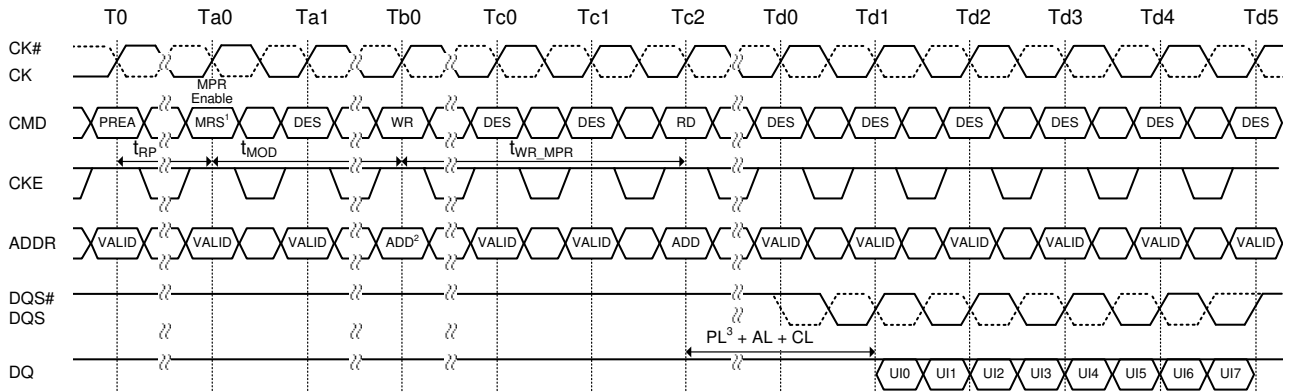 T0 Ta0 Ta1 Tb0 Tc0 Tc1 Tc2 Td0 Td1 Td2 Td3 Td4 Td5
CK#
CK
MPR
Enable
CMD PREA MRS¹ DES WR DES DES RD DES DES DES DES DES DES
tRP tMOD tWR_MPR
CKE
ADDR VALID VALID VALID ADD² VALID VALID ADD VALID VALID VALID VALID VALID VALID
DQS#
DQS
PL³ + AL + CL
DQ UI0 UI1 UI2 UI3 UI4 UI5 UI6 UI7